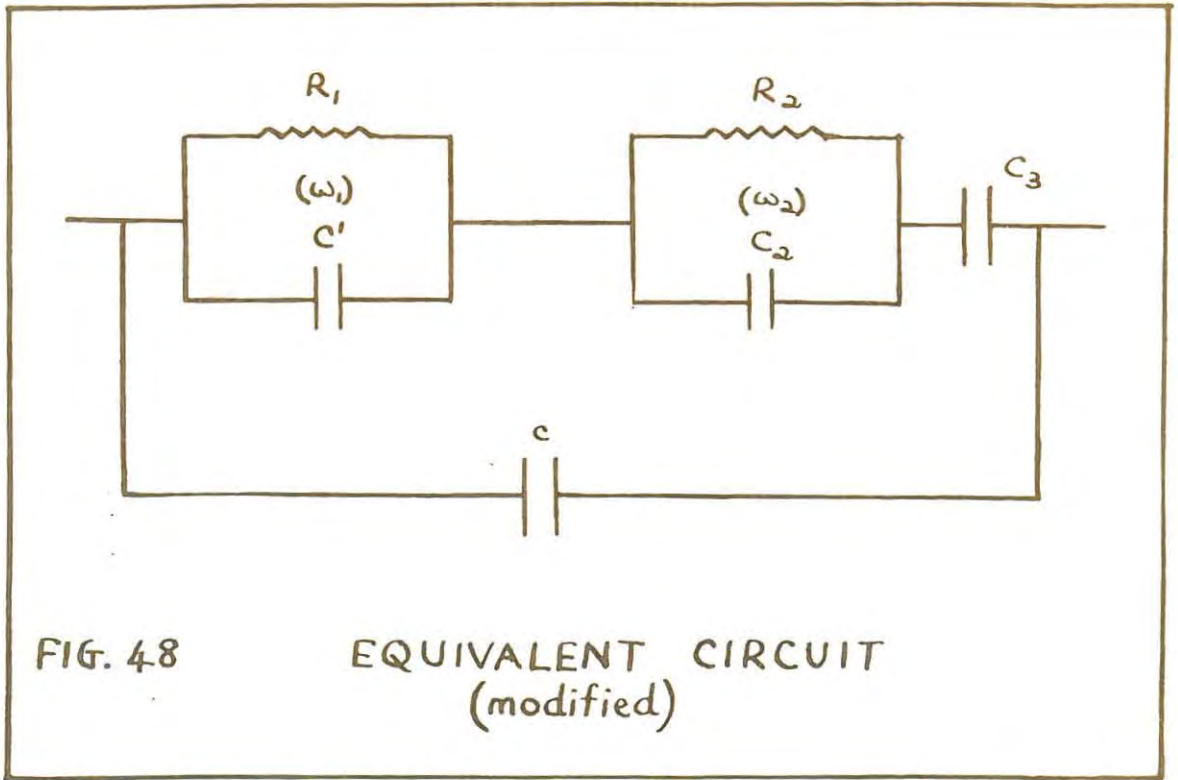 R₁
R₂
(ω₁)
C'
(ω₂)
C₂
C₃
c
FIG. 48 EQUIVALENT CIRCUIT
(modified)